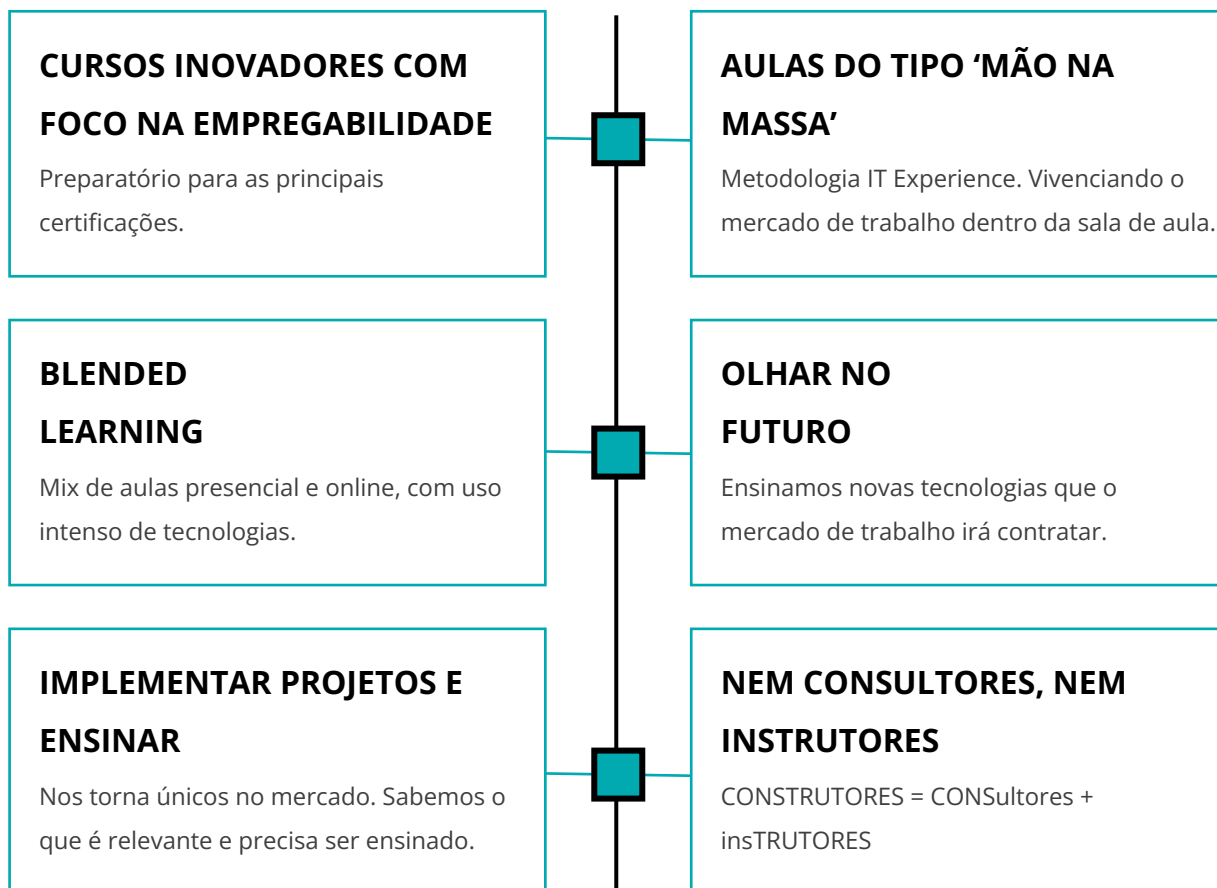 CURSOS INOVADORES COM
FOCO NA EMPREGABILIDADE
Preparatório para as principais
certificações.
AULAS DO TIPO ‘MÃO NA
MASSA’
Metodologia IT Experience. Vivenciando o
mercado de trabalho dentro da sala de aula.
BLENDED
LEARNING
Mix de aulas presencial e online, com uso
intenso de tecnologias.
OLHAR NO
FUTURO
Ensinamos novas tecnologias que o
mercado de trabalho irá contratar.
IMPLEMENTAR PROJETOS E
ENSINAR
Nos torna únicos no mercado. Sabemos o
que é relevante e precisa ser ensinado.
NEM CONSULTORES, NEM
INSTRUTORES
CONSTRUTORES = CONSultores +
insTRUTORES